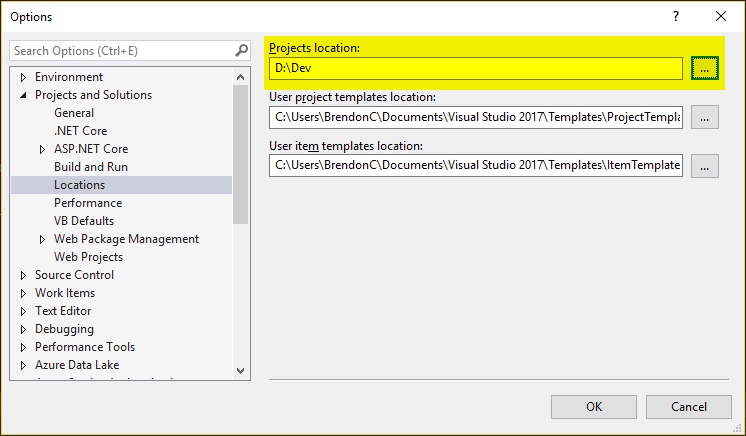 Options
?
Search Options (Ctrl+E)
Environment
Projects and Solutions
General
.NET Core
ASP.NET Core
Build and Run
Locations
Performance
VB Defaults
Web Package Management
Web Projects
Source Control
Work Items
Text Editor
Debugging
Performance Tools
Azure Data Lake
Projects location:
D:\Dev
...
User project templates location:
C:\Users\BrendonC\Documents\Visual Studio 2017\Templates\ProjectTempla
...
User item templates location:
C:\Users\BrendonC\Documents\Visual Studio 2017\Templates\ItemTemplate
...
OK
Cancel